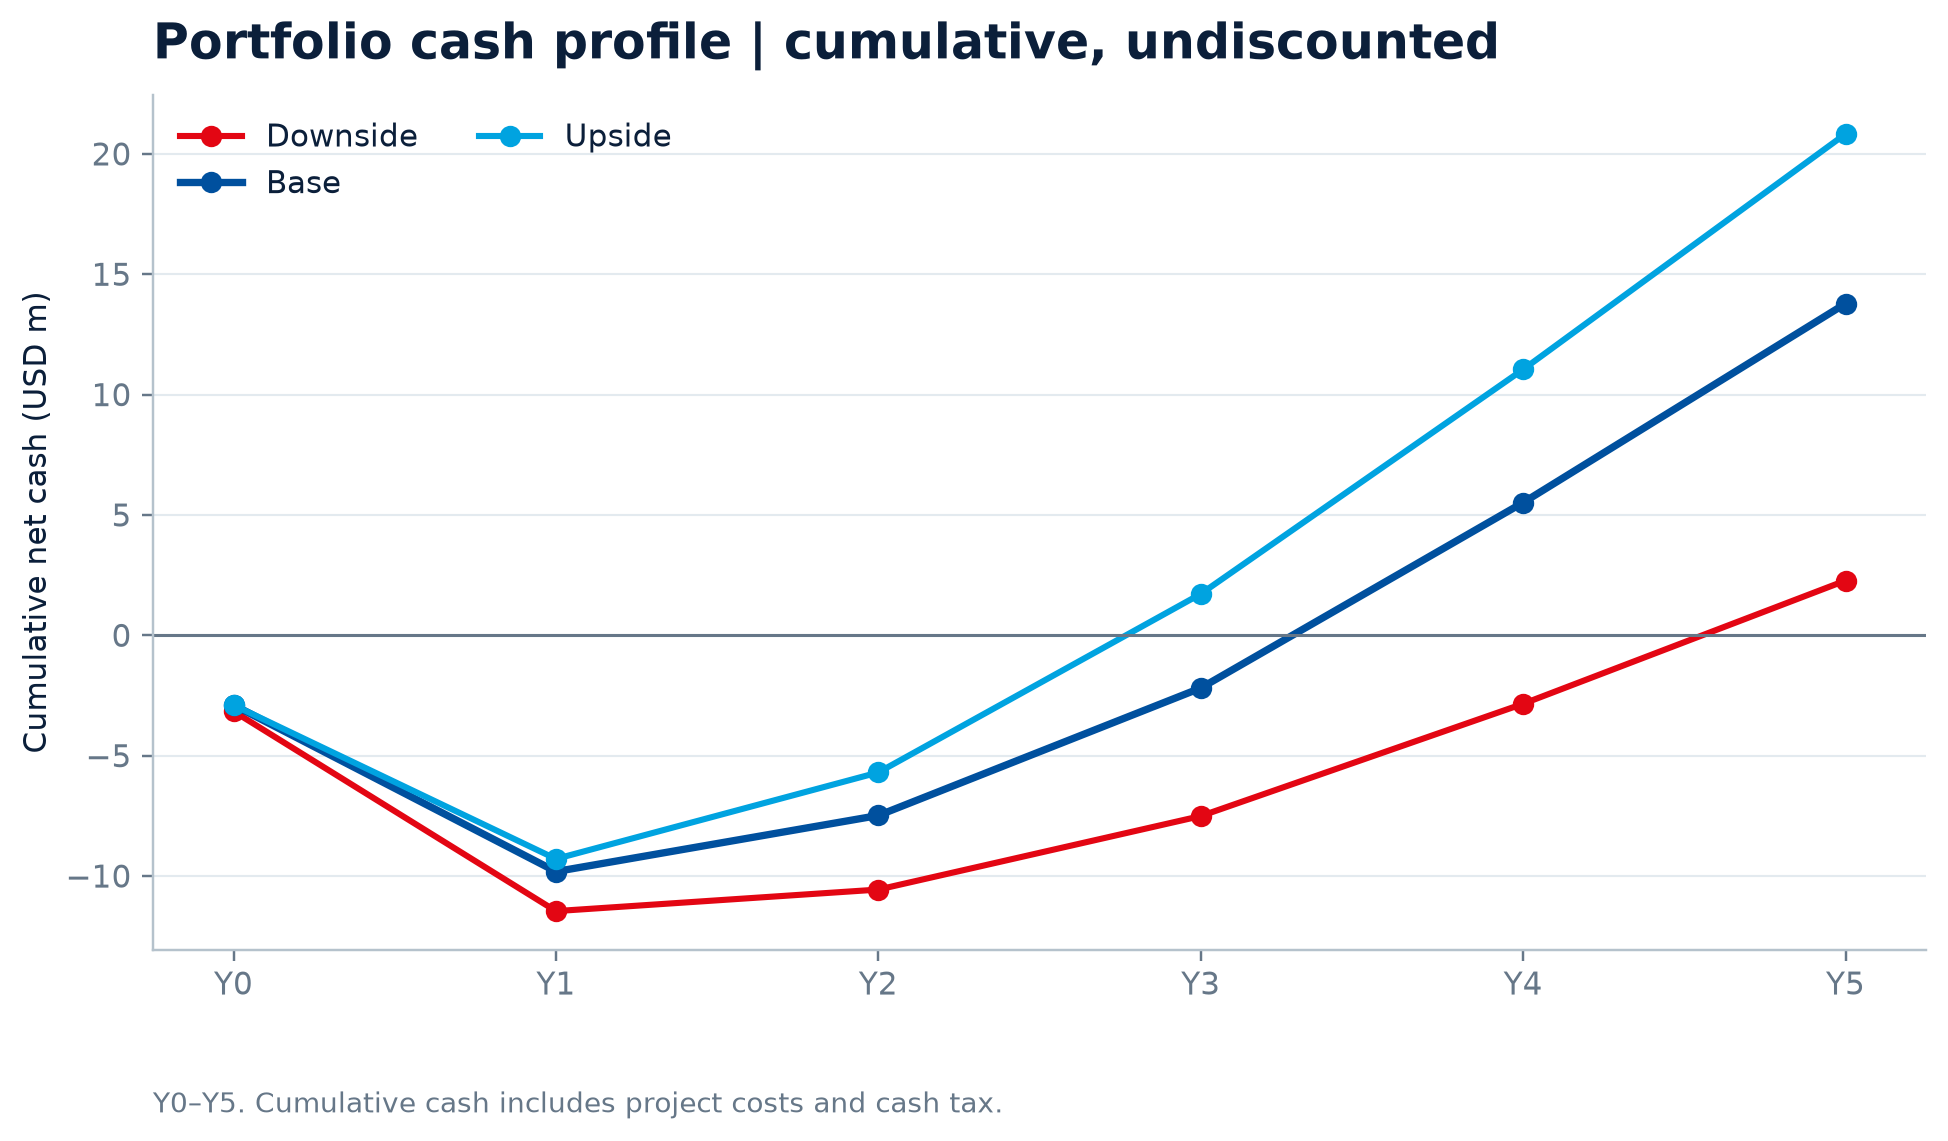 Portfolio cash profile | cumulative, undiscounted
Downside
Upside
Base
Cumulative net cash (USD m)
20
15
10
5
0
−5
−10
Y0
Y1
Y2
Y3
Y4
Y5
Y0–Y5. Cumulative cash includes project costs and cash tax.